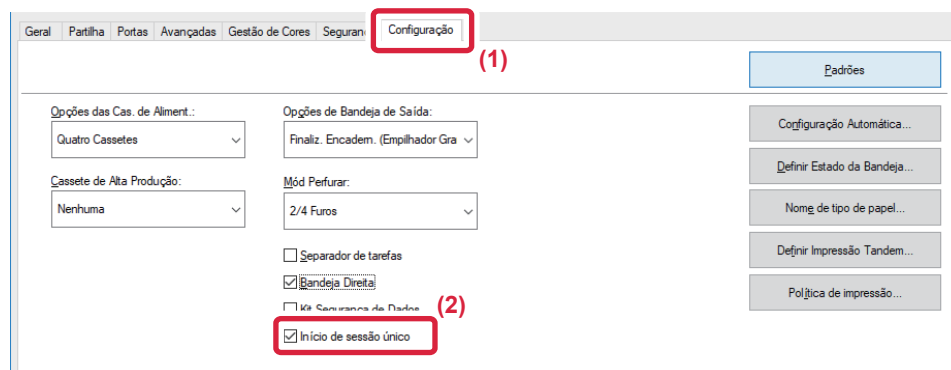 Geral Partilha Portas Avançadas Gestão de Cores Seguran Configuração
(1)
Padrões
Opções das Cas. de Aliment.: Opções de Bandeja de Saída:
Quatro Cassetes Finaliz. Encadern. (Empilhador Gra
Configuração Automática...
Definir Estado da Bandeja...
Cassete de Alta Produção: Mód Perfurar:
Nenhuma 2/4 Furos
Nome de tipo de papel...
Separador de tarefas
Definir Impressão Tandem...
Bandeja Direita
Política de impressão...
Kit Segurança de Dados
(2)
Início de sessão único